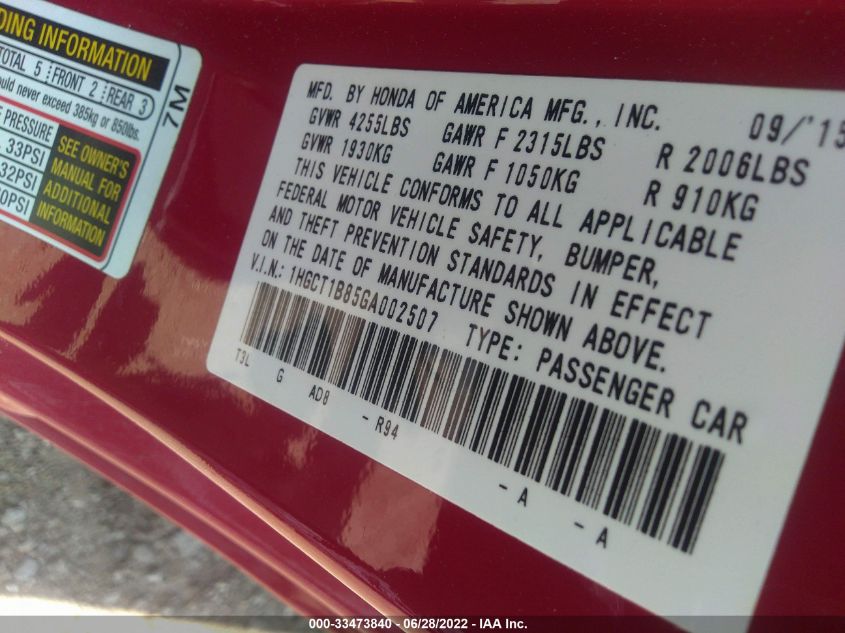 DING INFORMATION
TOTAL 5 FRONT 2 REAR 3
ould never exceed 385kg or 850lbs.
PRESSURE
33PSI
32PSI
0PSI
SEE OWNER'S
MANUAL FOR
ADDITIONAL
INFORMATION
7M
MFD. BY HONDA OF AMERICA MFG., INC. 09/'15
GVWR 4255LBS GAWR F 2315LBS R 2006LBS
GVWR 1930KG GAWR F 1050KG R 910KG
THIS VEHICLE CONFORMS TO ALL APPLICABLE
FEDERAL MOTOR VEHICLE SAFETY, BUMPER,
AND THEFT PREVENTION STANDARDS IN EFFECT
ON THE DATE OF MANUFACTURE SHOWN ABOVE.
V.I.N.: 1HGCT1B85GA002507 TYPE: PASSENGER CAR
T3L G AD8 - R94 - A - A
000-33473840 - 06/28/2022 - IAA Inc.